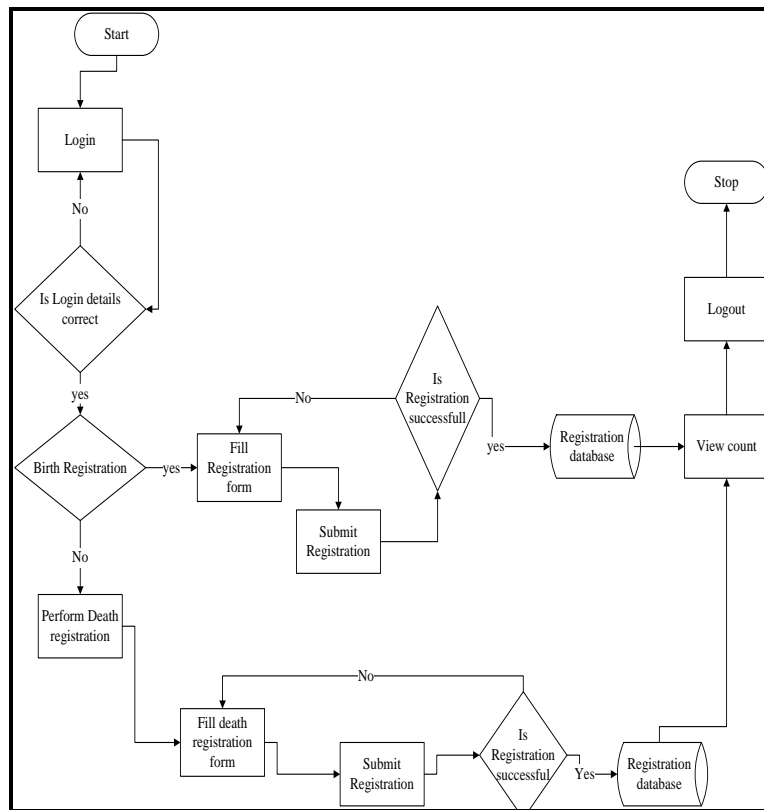 Start
Login
No
Is Login details
correct
yes
Birth Registration
yes
Fill
Registration
form
Submit
Registration
No
Is
Registration
successfull
yes
Registration
database
View count
Logout
Stop
No
Perform Death
registration
Fill death
registration
form
Submit
Registration
No
Is
Registration
successful
Yes
Registration
database